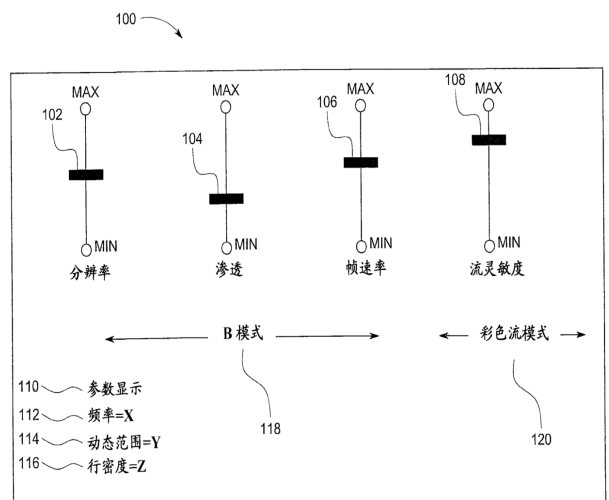 100
MAX MAX MAX MAX
102 104 106 108
MIN MIN MIN MIN
分辨率 渗透 帧速率 流灵敏度
B 模式 彩色流模式
110 参数显示
112 频率=X
114 动态范围=Y
116 行密度=Z
118 120